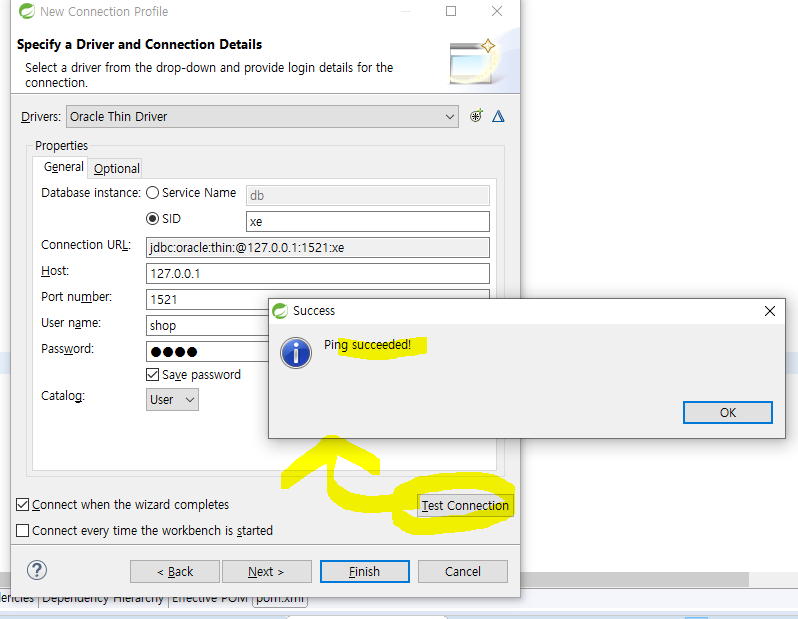 New Connection Profile
Specify a Driver and Connection Details
Select a driver from the drop-down and provide login details for the
connection.
Drivers: Oracle Thin Driver
Properties
General Optional
Database instance: Service Name db
SID xe
Connection URL: jdbc:oracle:thin:@127.0.0.1:1521:xe
Host: 127.0.0.1
Port number: 1521
User name: shop
Password: ●●●●
Save password
Catalog: User
Success
Ping succeeded!
OK
Connect when the wizard completes
Test Connection
Connect every time the workbench is started
< Back Next > Finish Cancel
Dependency Hierarchy Effective POM pom.xml